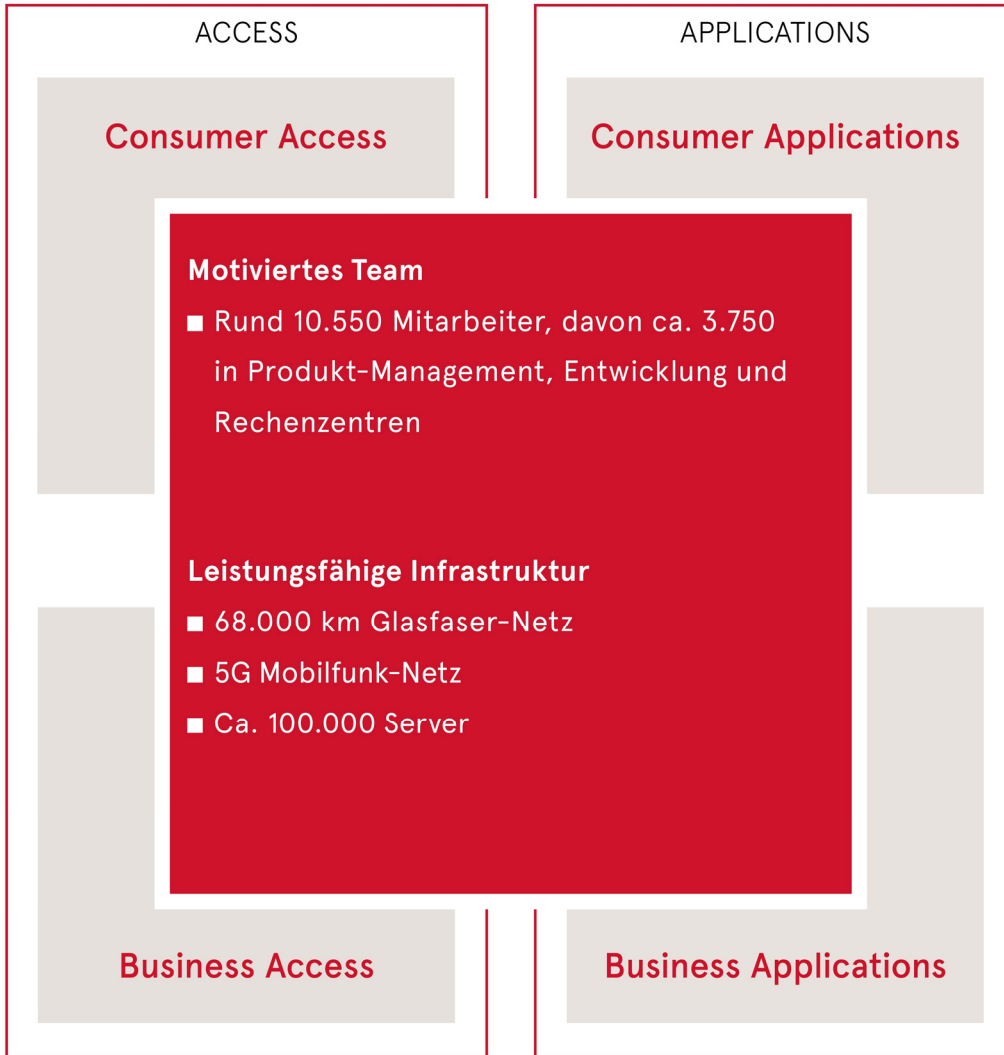 ACCESS
APPLICATIONS
Consumer Access
Consumer Applications
Motiviertes Team
■ Rund 10.550 Mitarbeiter, davon ca. 3.750
in Produkt-Management, Entwicklung und
Rechenzentren
Leistungsfähige Infrastruktur
■ 68.000 km Glasfaser-Netz
■ 5G Mobilfunk-Netz
■ Ca. 100.000 Server
Business Access
Business Applications